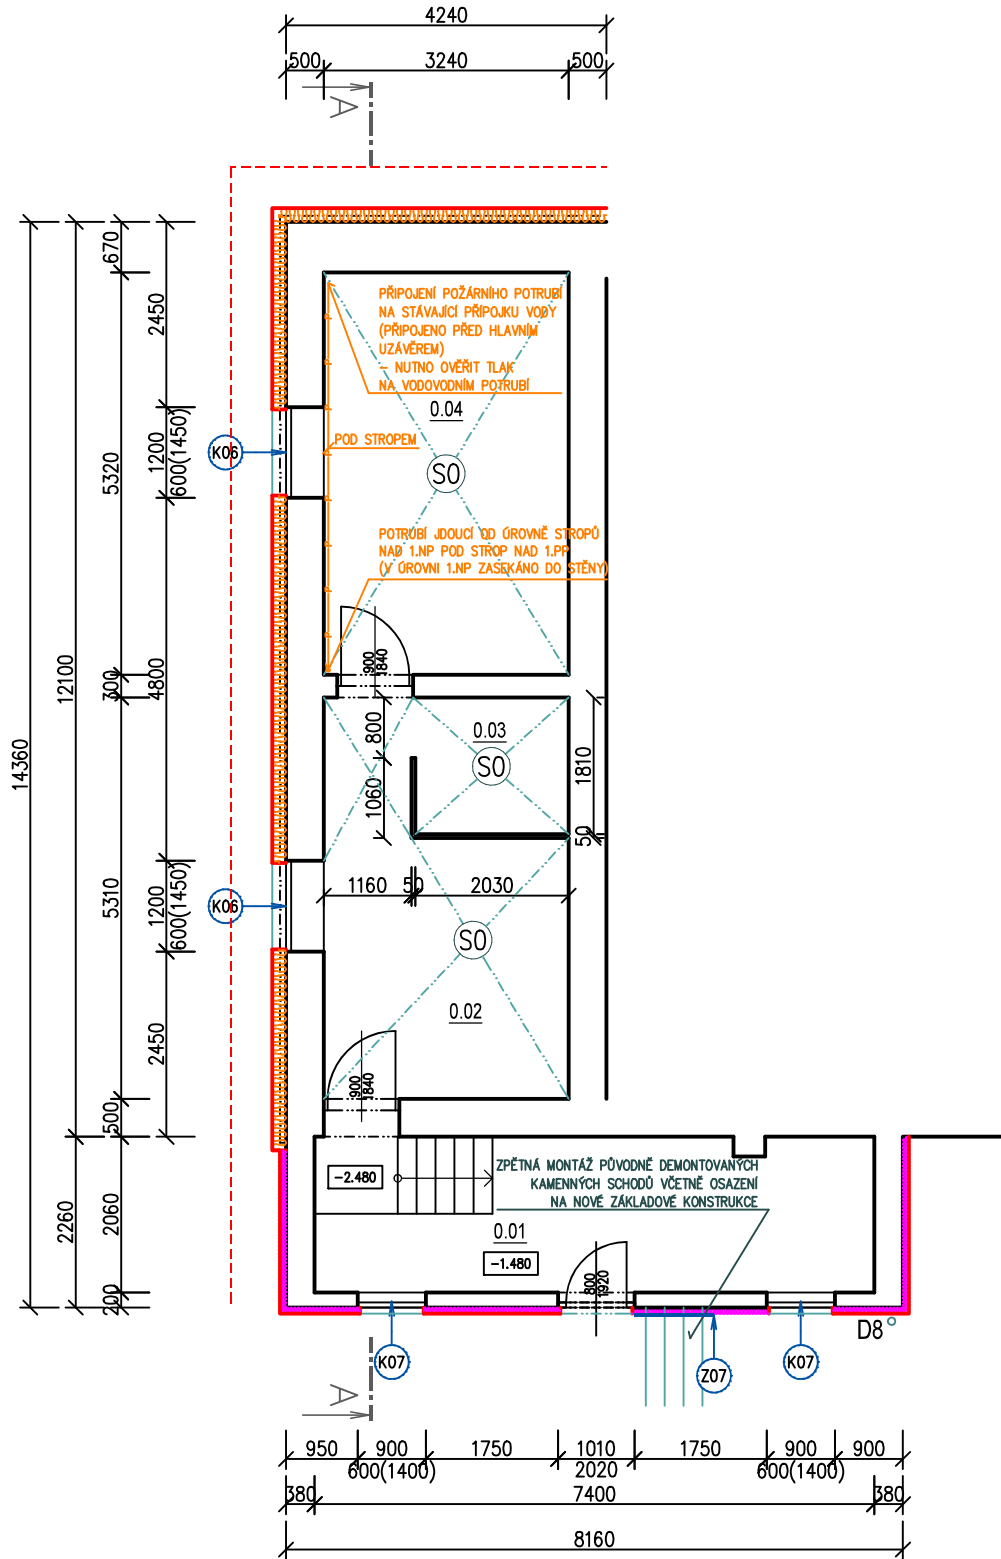 4240
500
3240
500
A
PŘIPOJENÍ POŽÁRNÍHO POTRUBÍ
NA STÁVAJÍCÍ PŘÍPOJKU VODY
(PŘIPOJENO PŘED HLAVNÍM
UZÁVĚREM)
- NUTNO OVĚŘIT TLAK
NA VODOVODNÍM POTRUBÍ
0.04
POD STROPEM
S0
K06
POTRUBÍ JDOUCÍ OD ÚROVNĚ STROPŮ
NAD 1.NP POD STROP NAD 1.PP
(V ÚROVNI 1.NP ZASEKÁNO DO STĚNY)
670
2450
5320
1200
600(1450)
12100
300
4800
14360
900
1840
800
1060
0.03
S0
1810
50
1160
50
2030
K06
5310
1200
600(1450)
S0
0.02
2450
500
900
1840
2260
2060
200
-2.480
ZPĚTNÁ MONTÁŽ PŮVODNĚ DEMONTOVANÝCH
KAMENNÝCH SCHODŮ VČETNĚ OSAZENÍ
NA NOVÉ ZÁKLADOVÉ KONSTRUKCE
0.01
-1.480
800
1920
D8
K07
Z07
K07
A
950
900
1750
1010
1750
900
900
600(1400)
2020
600(1400)
380
7400
380
8160